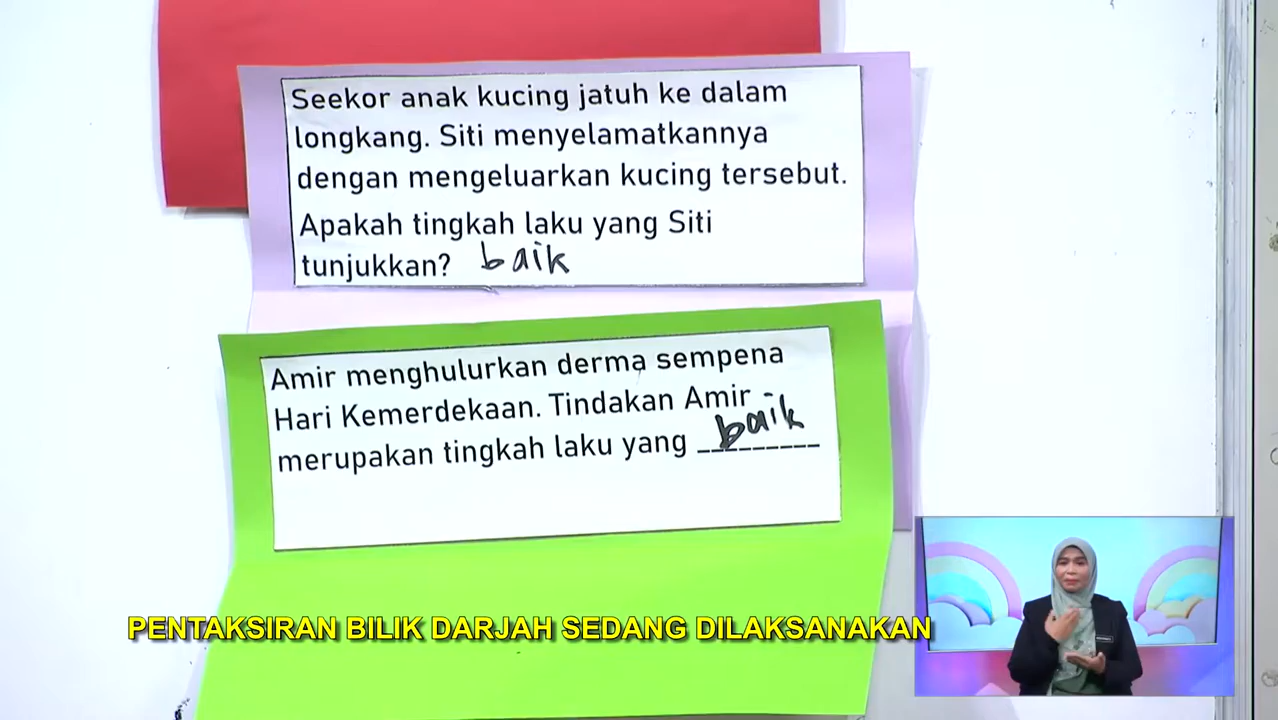 Seekor anak kucing jatuh ke dalam
longkang. Siti menyelamatkannya
dengan mengeluarkan kucing tersebut.
Apakah tingkah laku yang Siti
tunjukkan? baik
Amir menghulurkan derma sempena
Hari Kemerdekaan. Tindakan Amir
merupakan tingkah laku yang baik
PENTAKSIRAN BILIK DARJAH SEDANG DILAKSANAKAN